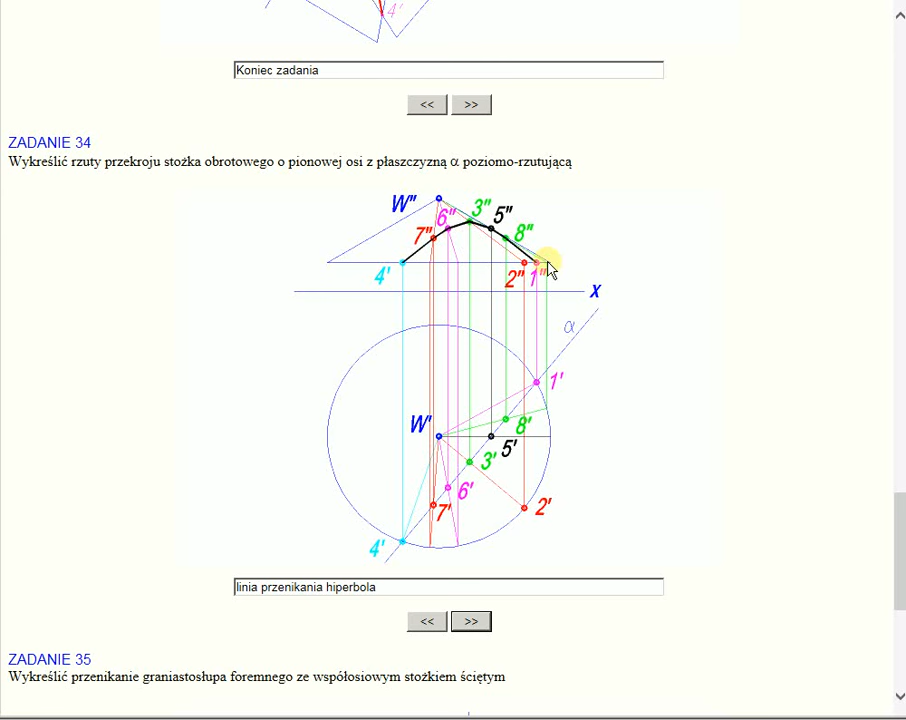 4'
Koniec zadania
<< >>
ZADANIE 34
Wykreślić rzuty przekroju stożka obrotowego o pionowej osi z płaszczyzną α poziomo-rzutującą
W"
3"
6" 5"
7" 8"
4' 2" 1"
x
α
1'
W' 8'
5'
3'
6'
7' 2'
4'
linia przenikania hiperbola
<< >>
ZADANIE 35
Wykreślić przenikanie graniastosłupa foremnego ze współosiowym stożkiem ściętym